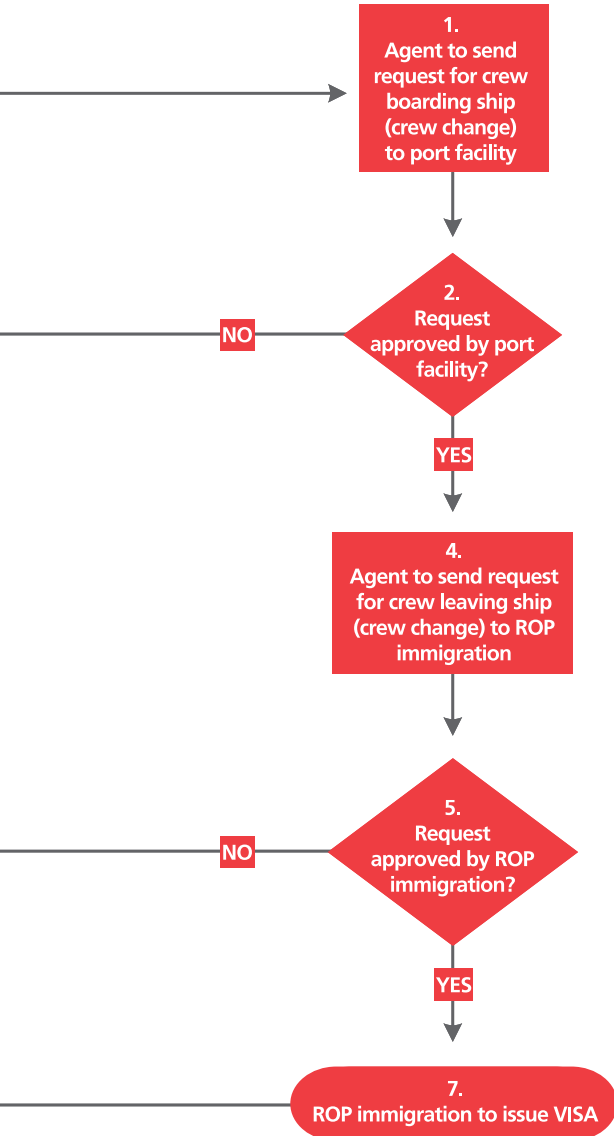 1.
Agent to send
request for crew
boarding ship
(crew change)
to port facility
2.
Request
approved by port
facility?
NO
YES
4.
Agent to send request
for crew leaving ship
(crew change) to ROP
immigration
5.
Request
approved by ROP
immigration?
NO
YES
7.
ROP immigration to issue VISA